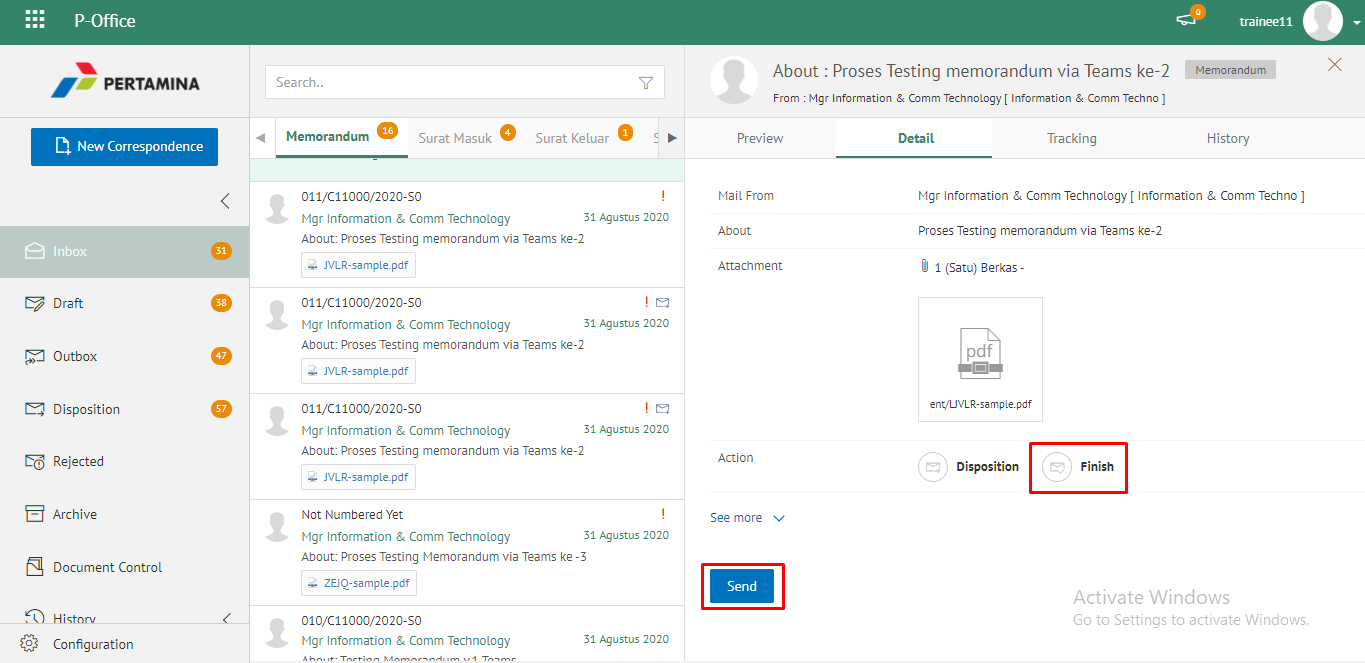 P-Office
0
trainee11
PERTAMINA
New Correspondence
Inbox 31
Draft 38
Outbox 47
Disposition 57
Rejected
Archive
Document Control
History
Configuration
Search..
Memorandum 16
Surat Masuk 4
Surat Keluar 1
011/C11000/2020-S0 !
Mgr Information & Comm Technology 31 Agustus 2020
About: Proses Testing memorandum via Teams ke-2
JVLR-sample.pdf
011/C11000/2020-S0 !
Mgr Information & Comm Technology 31 Agustus 2020
About: Proses Testing memorandum via Teams ke-2
JVLR-sample.pdf
011/C11000/2020-S0 !
Mgr Information & Comm Technology 31 Agustus 2020
About: Proses Testing memorandum via Teams ke-2
JVLR-sample.pdf
Not Numbered Yet !
Mgr Information & Comm Technology 31 Agustus 2020
About: Proses Testing Memorandum via Teams ke -3
ZEJQ-sample.pdf
010/C11000/2020-S0
Mgr Information & Comm Technology 31 Agustus 2020
About: Testing Memorandum v.1 Teams
About : Proses Testing memorandum via Teams ke-2 Memorandum
From : Mgr Information & Comm Technology [ Information & Comm Techno ]
Preview Detail Tracking History
Mail From Mgr Information & Comm Technology [ Information & Comm Techno ]
About Proses Testing memorandum via Teams ke-2
Attachment 1 (Satu) Berkas -
pdf
ent/LJVLR-sample.pdf
Action Disposition Finish
See more
Send
Activate Windows
Go to Settings to activate Windows.